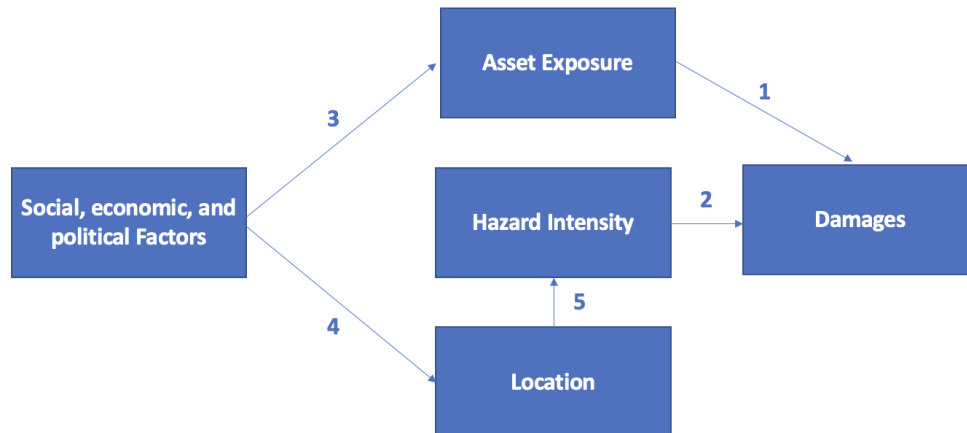 Asset Exposure
1
3
Social, economic, and
political Factors
Hazard Intensity
2
Damages
5
4
Location